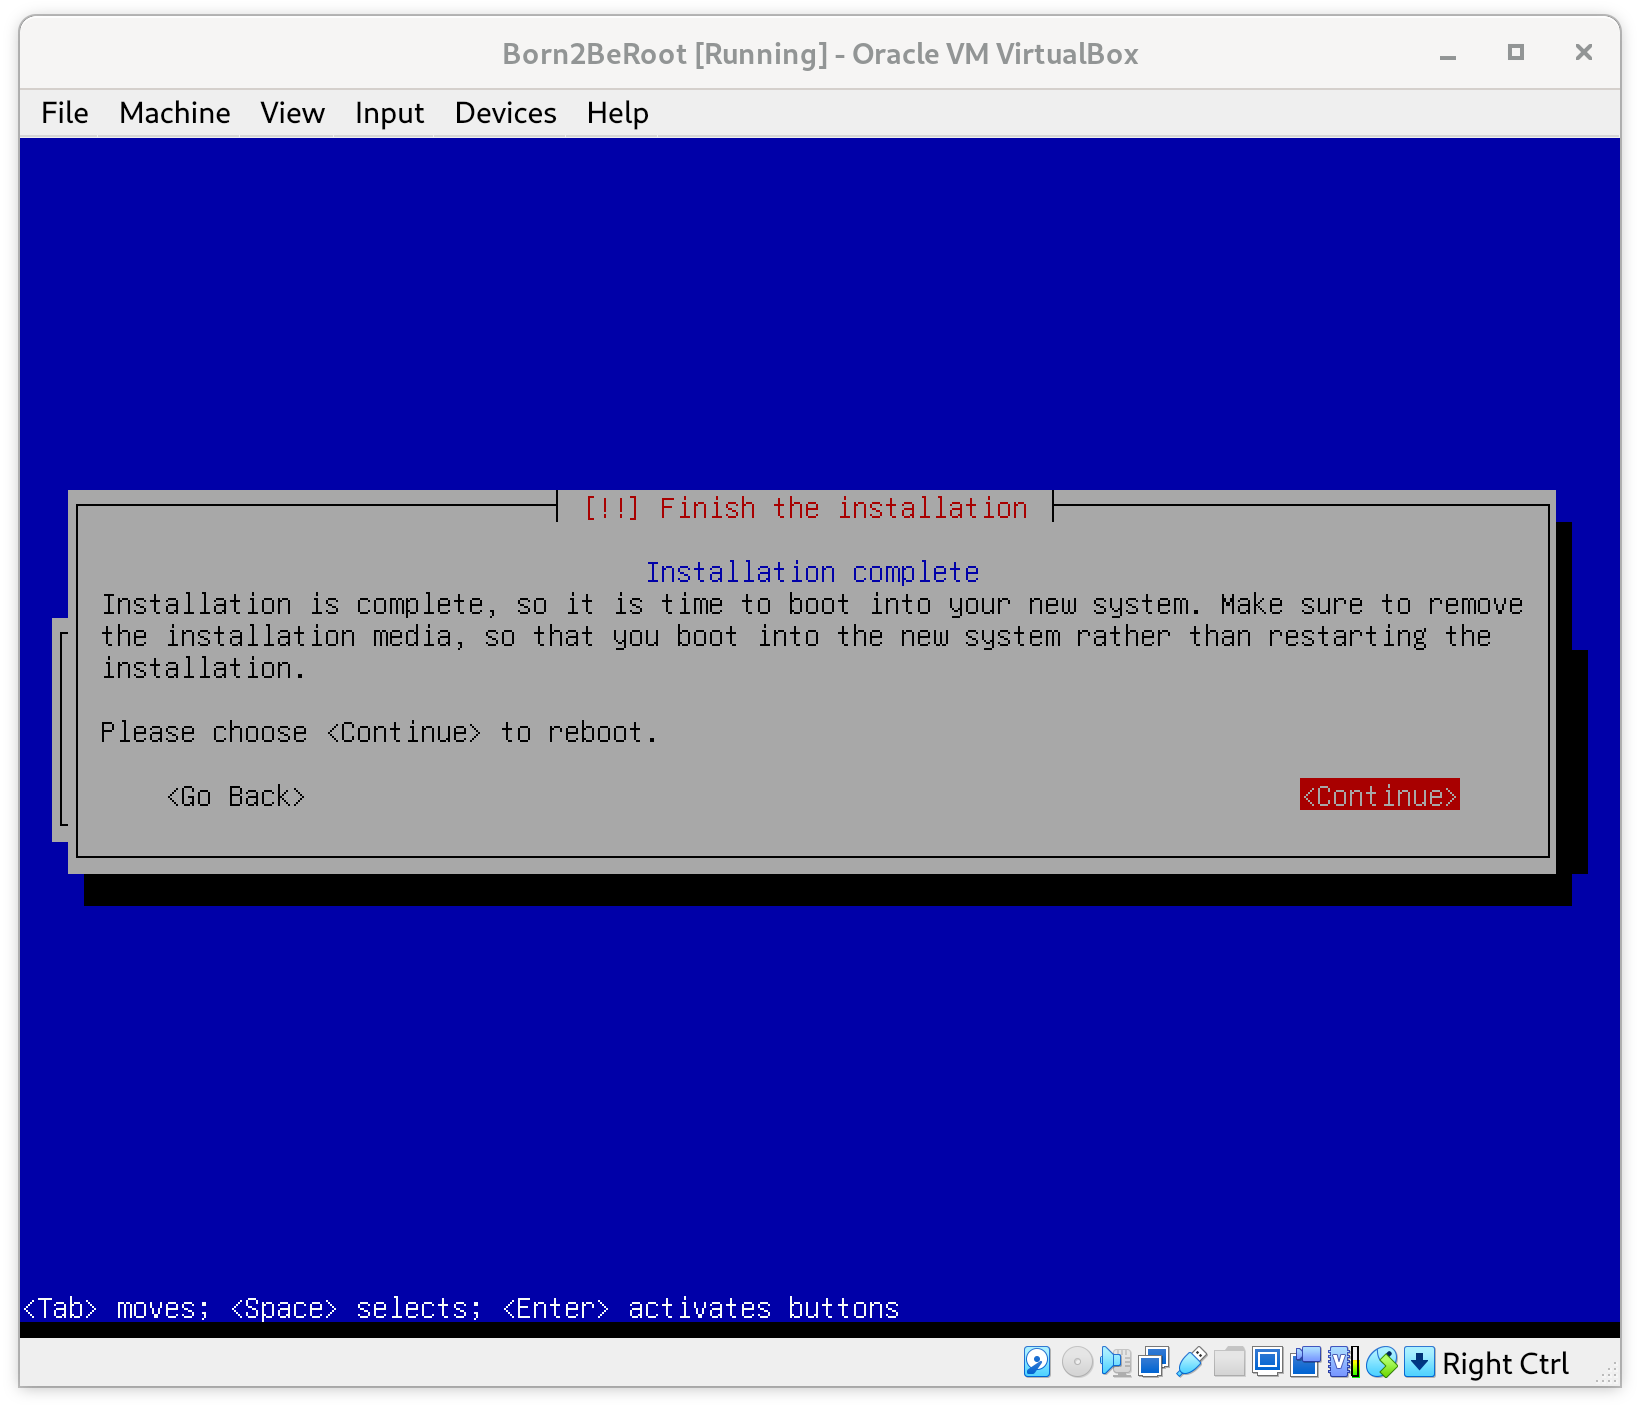 Born2BeRoot [Running] - Oracle VM VirtualBox
File Machine View Input Devices Help
[!!] Finish the installation
Installation complete
Installation is complete, so it is time to boot into your new system. Make sure to remove
the installation media, so that you boot into the new system rather than restarting the
installation.
Please choose <Continue> to reboot.
<Go Back> <Continue>
<Tab> moves; <Space> selects; <Enter> activates buttons
Right Ctrl